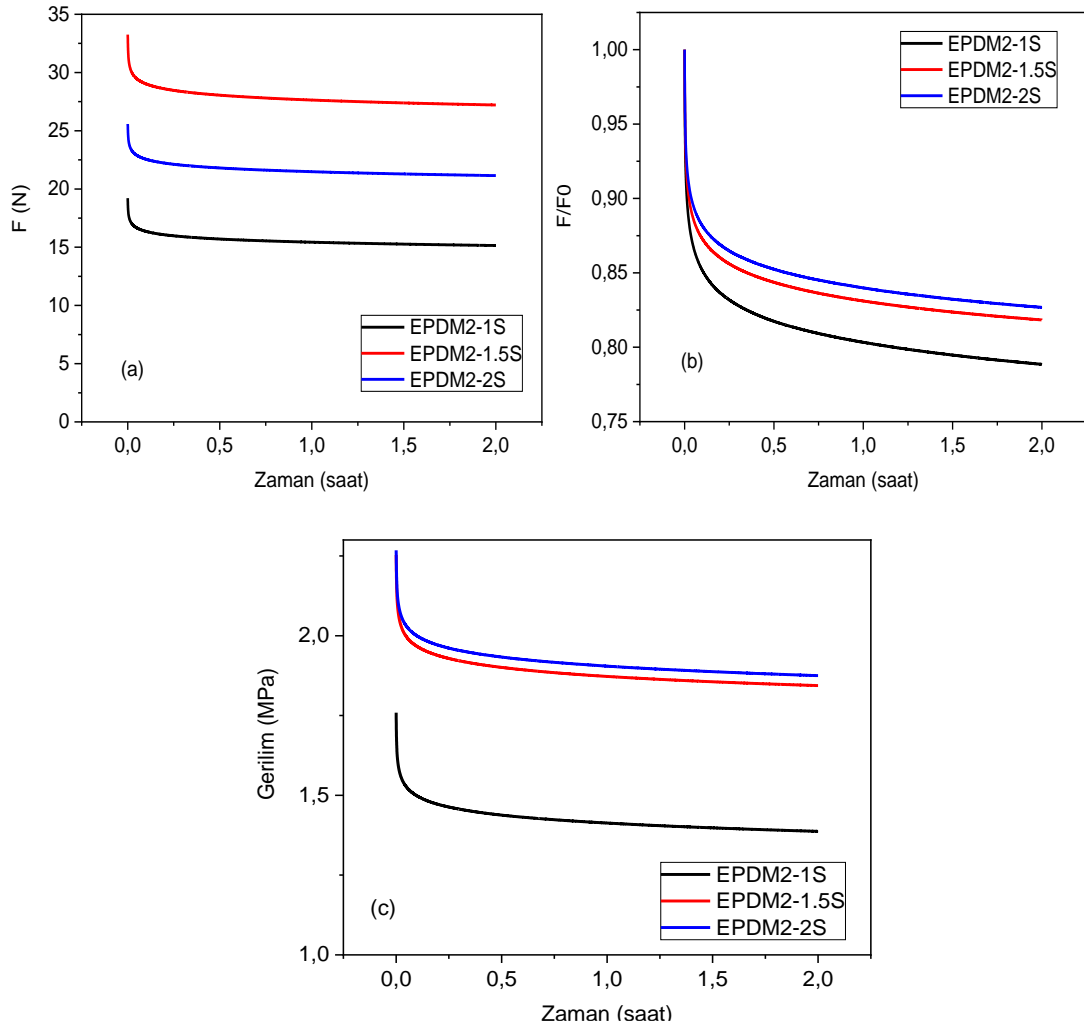 35
30
25
20
15
10
5
0
F (N)
EPDM2-1S
EPDM2-1.5S
EPDM2-2S
(a)
0,0 0,5 1,0 1,5 2,0
Zaman (saat)
1,00
0,95
0,90
0,85
0,80
0,75
F/F0
EPDM2-1S
EPDM2-1.5S
EPDM2-2S
(b)
0,0 0,5 1,0 1,5 2,0
Zaman (saat)
2,0
1,5
1,0
Gerilim (MPa)
EPDM2-1S
EPDM2-1.5S
EPDM2-2S
(c)
0,0 0,5 1,0 1,5 2,0
Zaman (saat)